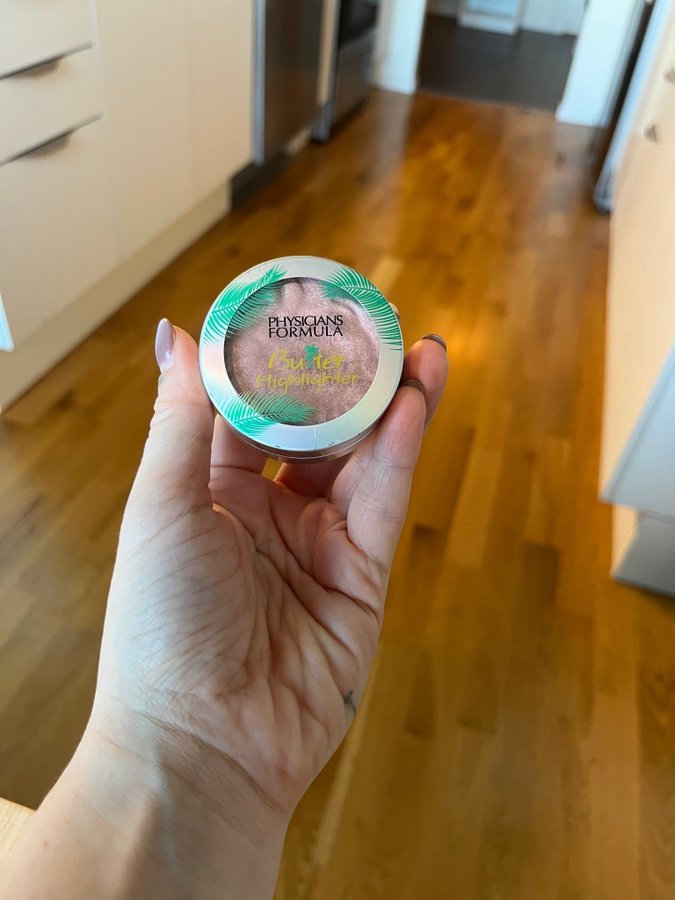 PHYSICIANS
FORMULA
Butter
Highlighter